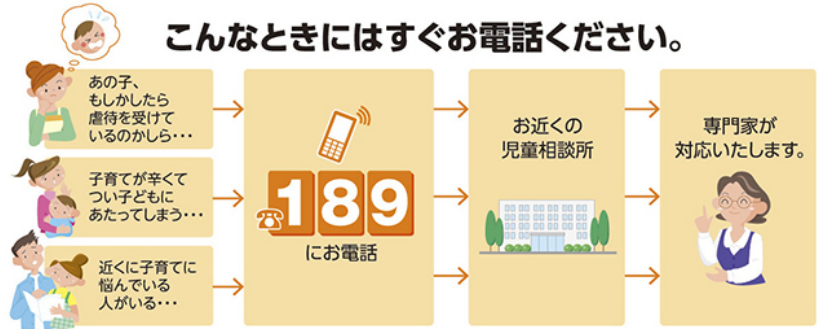 こんなときにはすぐお電話ください。
あの子、
もしかしたら
虐待を受けて
いるのかしら・・・
子育てが辛くて
つい子どもに
あたってしまう・・・
近くに子育てに
悩んでいる
人がいる・・・
189
にお電話
お近くの
児童相談所
専門家が
対応いたします。